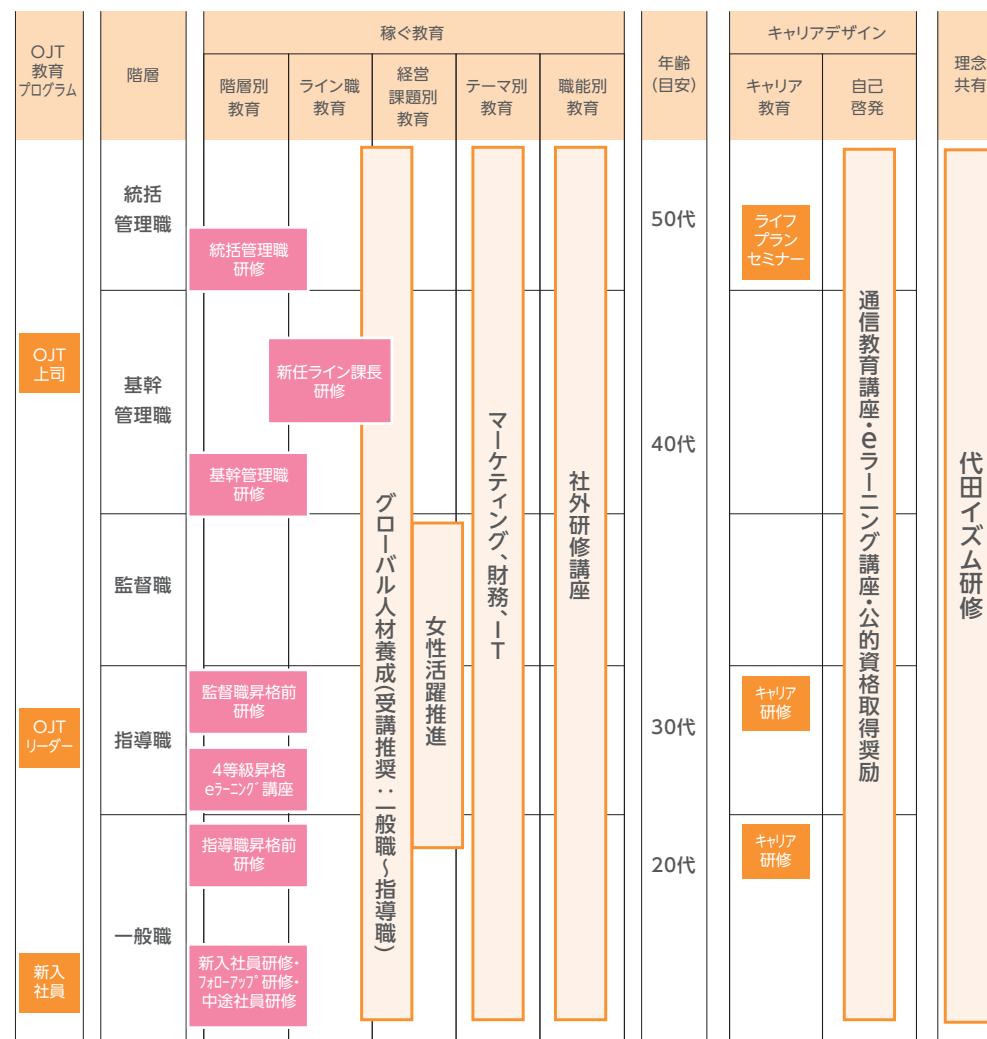 OJT
教育
プログラム
階層
稼ぐ教育
階層別
教育
ライン職
教育
経営
課題別
教育
テーマ別
教育
職能別
教育
年齢
(目安)
キャリアデザイン
キャリア
教育
自己
啓発
理念
共有
統括
管理職
統括管理職
研修
50代
ライフ
プラン
セミナー
OJT
上司
基幹
管理職
新任ライン課長
研修
基幹管理職
研修
40代
監督職
OJT
リーダー
指導職
監督職昇格前
研修
4等級昇格
eラーニング講座
30代
キャリア
研修
新入
社員
一般職
指導職昇格前
研修
新入社員研修・
フォローアップ研修・
中途社員研修
20代
キャリア
研修
グローバル人材養成(受講推奨:一般職~指導職)
女性活躍推進
マーケティング、財務、IT
社外研修講座
通信教育講座・eラーニング講座・公的資格取得奨励
代田イズム研修